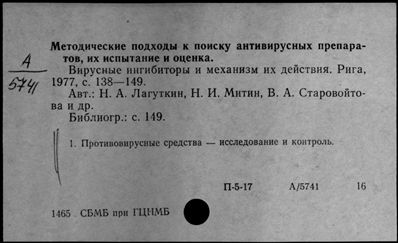 Методические подходы к поиску антивирусных препара-
тов, их испытание и оценка.
А
5741
Вирусные ингибиторы и механизм их действия. Рига,
1977, с. 138—149.
Авт.: Н. А. Лагуткин, Н. И. Митин, В. А. Старовойто-
ва и др.
Библиогр.: с. 149.
1. Противовирусные средства — исследование и контроль.
П-5-17 А/5741 16
1465 СБМБ при ГЦНМБ